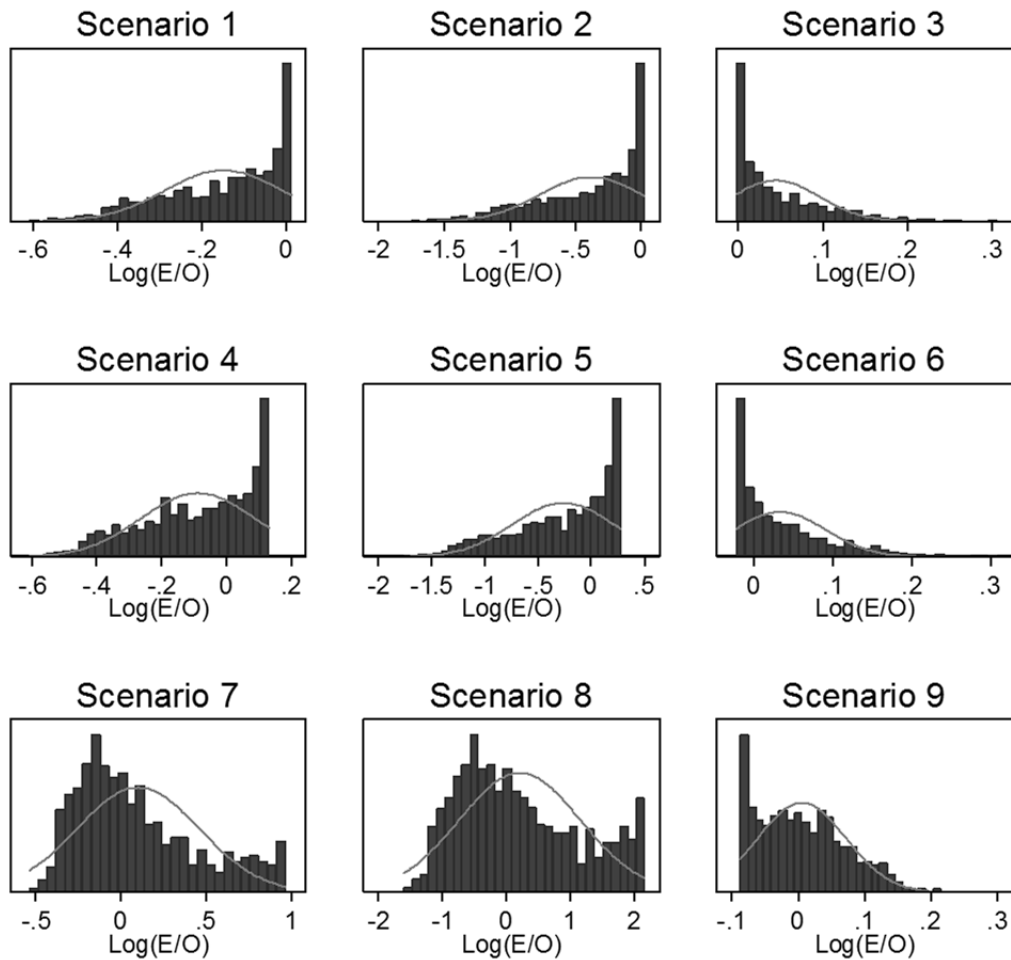 Scenario 1
Scenario 2
Scenario 3
-.6 -.4 -.2 0
-2 -1.5 -1 -.5 0
0 .1 .2 .3
Log(E/O)
Log(E/O)
Log(E/O)
Scenario 4
Scenario 5
Scenario 6
-.6 -.4 -.2 0 .2
-2 -1.5 -1 -.5 0 .5
0 .1 .2 .3
Log(E/O)
Log(E/O)
Log(E/O)
Scenario 7
Scenario 8
Scenario 9
-.5 0 .5 1
-2 -1 0 1 2
-.1 0 .1 .2 .3
Log(E/O)
Log(E/O)
Log(E/O)